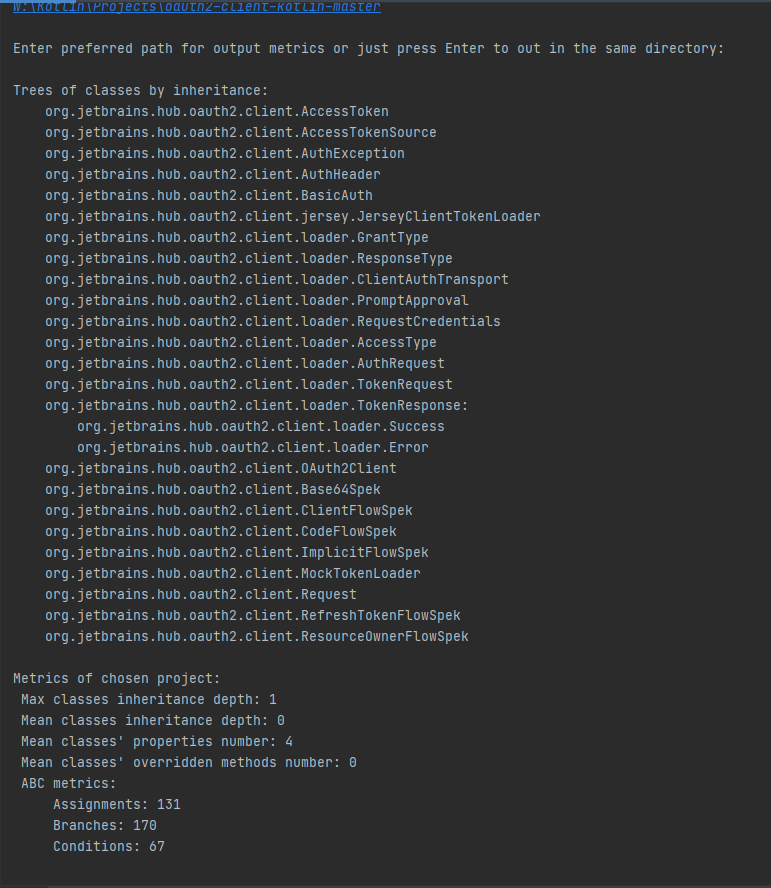 W:\Kotlin\Projects\oauth2-client-kotlin-master
Enter preferred path for output metrics or just press Enter to out in the same directory:
Trees of classes by inheritance:
org.jetbrains.hub.oauth2.client.AccessToken
org.jetbrains.hub.oauth2.client.AccessTokenSource
org.jetbrains.hub.oauth2.client.AuthException
org.jetbrains.hub.oauth2.client.AuthHeader
org.jetbrains.hub.oauth2.client.BasicAuth
org.jetbrains.hub.oauth2.client.jersey.JerseyClientTokenLoader
org.jetbrains.hub.oauth2.client.loader.GrantType
org.jetbrains.hub.oauth2.client.loader.ResponseType
org.jetbrains.hub.oauth2.client.loader.ClientAuthTransport
org.jetbrains.hub.oauth2.client.loader.PromptApproval
org.jetbrains.hub.oauth2.client.loader.RequestCredentials
org.jetbrains.hub.oauth2.client.loader.AccessType
org.jetbrains.hub.oauth2.client.loader.AuthRequest
org.jetbrains.hub.oauth2.client.loader.TokenRequest
org.jetbrains.hub.oauth2.client.loader.TokenResponse:
org.jetbrains.hub.oauth2.client.loader.Success
org.jetbrains.hub.oauth2.client.loader.Error
org.jetbrains.hub.oauth2.client.OAuth2Client
org.jetbrains.hub.oauth2.client.Base64Spek
org.jetbrains.hub.oauth2.client.ClientFlowSpek
org.jetbrains.hub.oauth2.client.CodeFlowSpek
org.jetbrains.hub.oauth2.client.ImplicitFlowSpek
org.jetbrains.hub.oauth2.client.MockTokenLoader
org.jetbrains.hub.oauth2.client.Request
org.jetbrains.hub.oauth2.client.RefreshTokenFlowSpek
org.jetbrains.hub.oauth2.client.ResourceOwnerFlowSpek
Metrics of chosen project:
Max classes inheritance depth: 1
Mean classes inheritance depth: 0
Mean classes' properties number: 4
Mean classes' overridden methods number: 0
ABC metrics:
Assignments: 131
Branches: 170
Conditions: 67